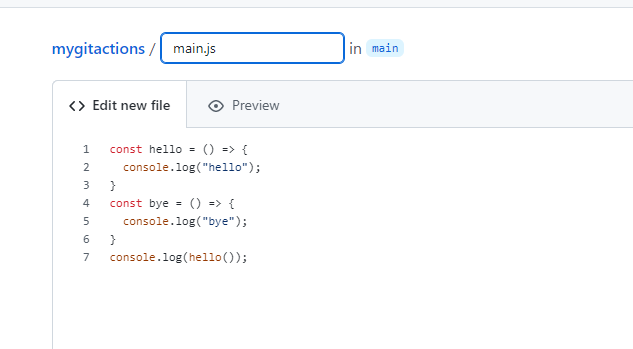 mygitactions / main.js in main
<> Edit new file Preview
1 const hello = () => {
2 console.log("hello");
3 }
4 const bye = () => {
5 console.log("bye");
6 }
7 console.log(hello());